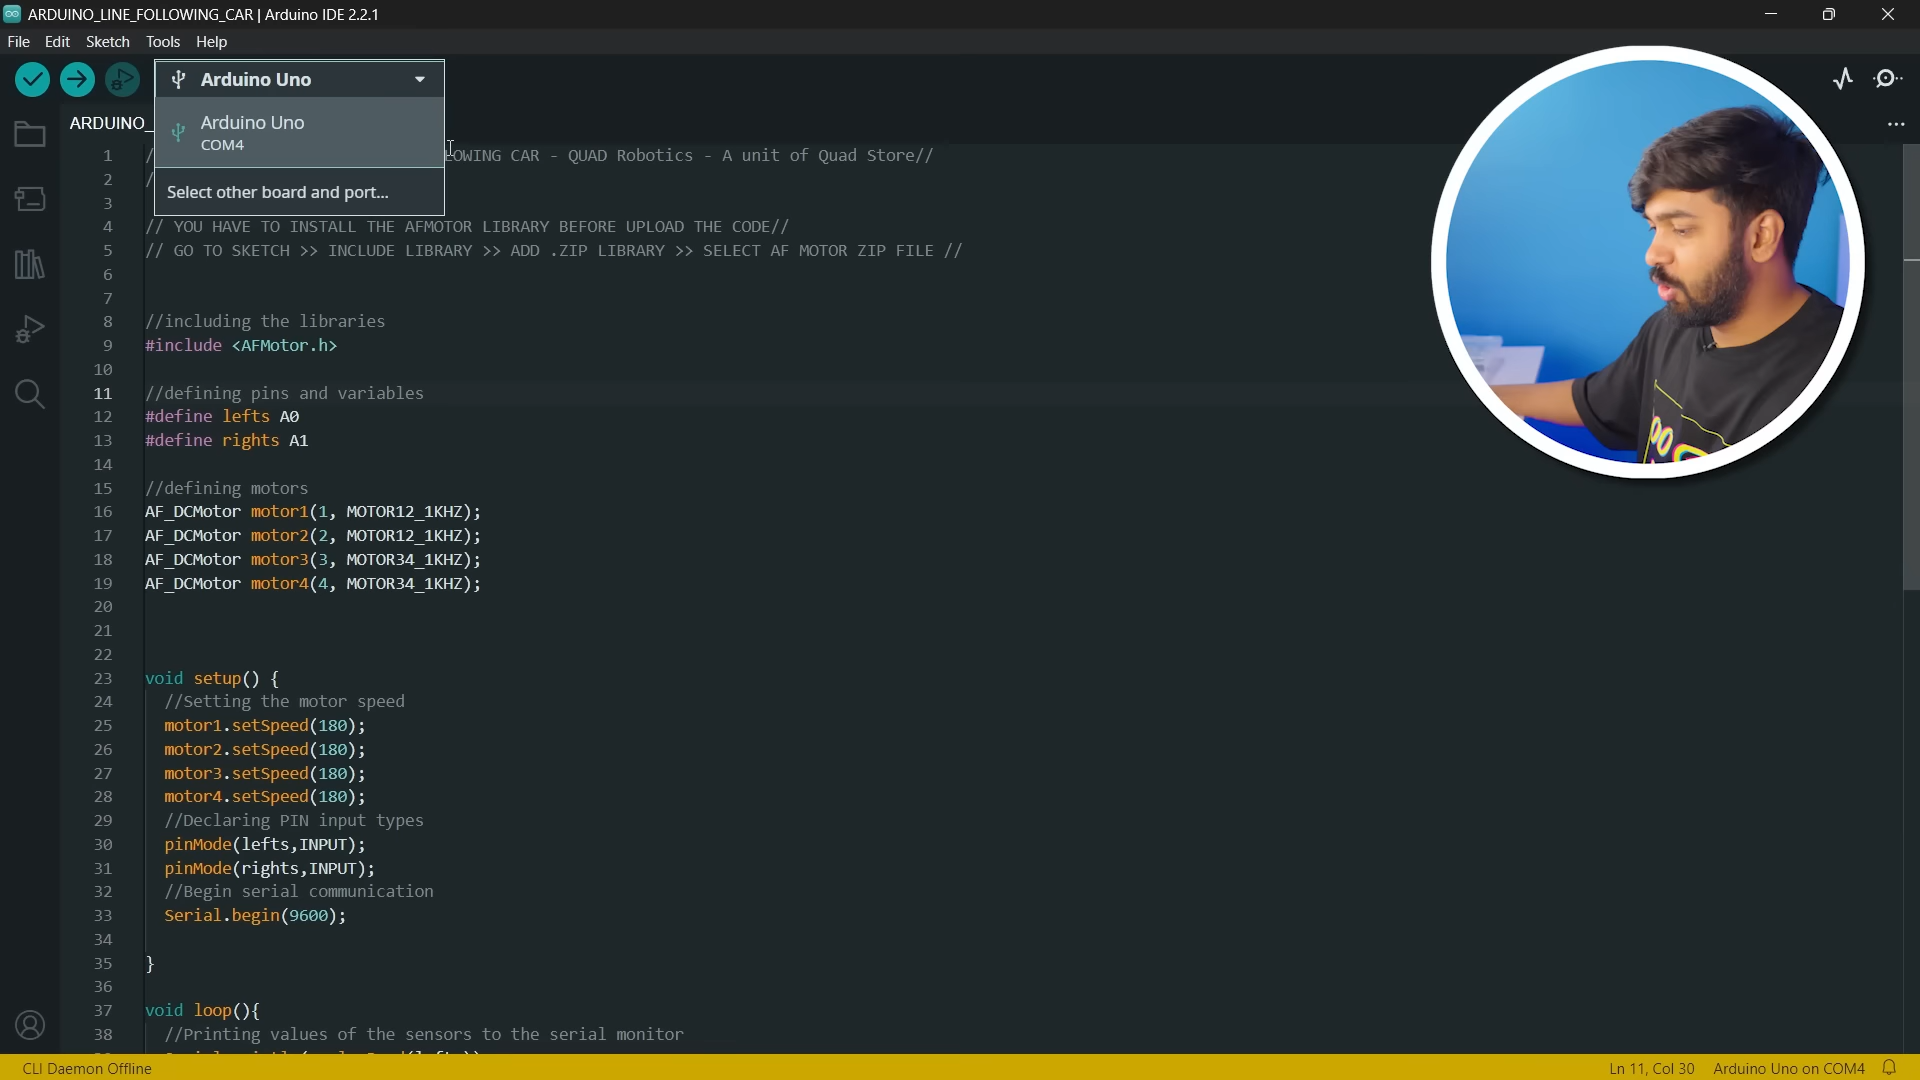 ARDUINO_LINE_FOLLOWING_CAR | Arduino IDE 2.2.1
File Edit Sketch Tools Help
Arduino Uno
Arduino Uno
COM4
Select other board and port...
ARDUINO_
1 / LOWING CAR - QUAD Robotics - A unit of Quad Store//
2 /
3
4 // YOU HAVE TO INSTALL THE AFMOTOR LIBRARY BEFORE UPLOAD THE CODE//
5 // GO TO SKETCH >> INCLUDE LIBRARY >> ADD .ZIP LIBRARY >> SELECT AF MOTOR ZIP FILE //
6
7
8 //including the libraries
9 #include <AFMotor.h>
10
11 //defining pins and variables
12 #define lefts A0
13 #define rights A1
14
15 //defining motors
16 AF_DCMotor motor1(1, MOTOR12_1KHZ);
17 AF_DCMotor motor2(2, MOTOR12_1KHZ);
18 AF_DCMotor motor3(3, MOTOR34_1KHZ);
19 AF_DCMotor motor4(4, MOTOR34_1KHZ);
20
21
22
23 void setup() {
24 //Setting the motor speed
25 motor1.setSpeed(180);
26 motor2.setSpeed(180);
27 motor3.setSpeed(180);
28 motor4.setSpeed(180);
29 //Declaring PIN input types
30 pinMode(lefts,INPUT);
31 pinMode(rights,INPUT);
32 //Begin serial communication
33 Serial.begin(9600);
34
35 }
36
37 void loop(){
38 //Printing values of the sensors to the serial monitor
CLI Daemon Offline
Ln 11, Col 30 Arduino Uno on COM4